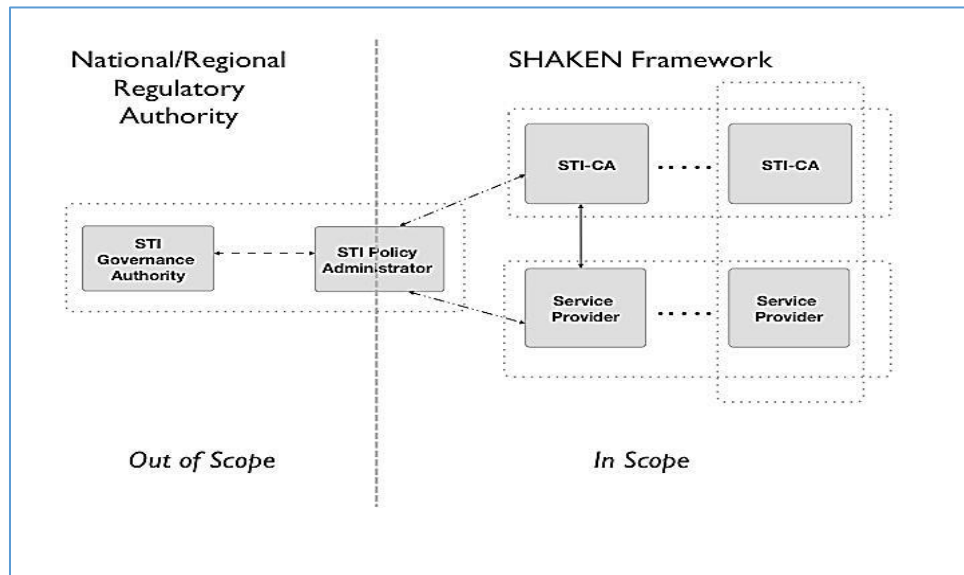 National/Regional
Regulatory
Authority
SHAKEN Framework
STI-CA
STI-CA
STI
Governance
Authority
STI Policy
Administrator
Service
Provider
Service
Provider
Out of Scope
In Scope